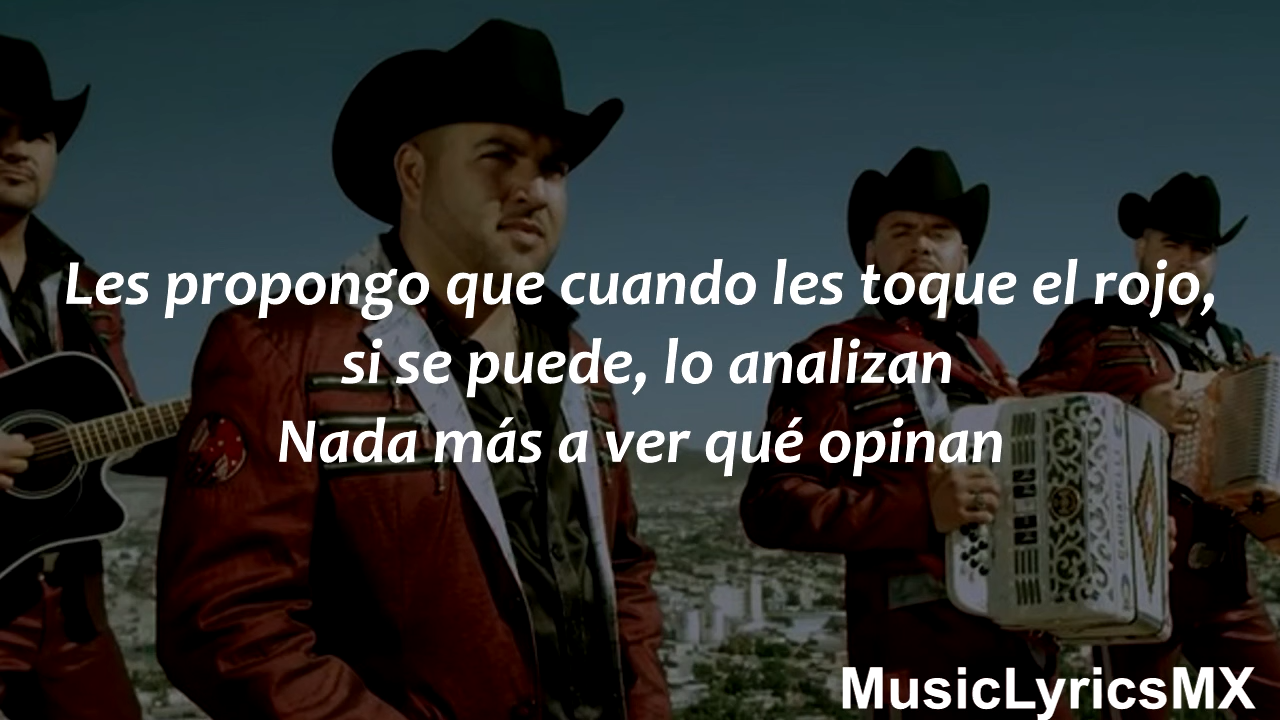 Les propongo que cuando les toque el rojo,
si se puede, lo analizan
Nada más a ver qué opinan
MusicLyricsMX